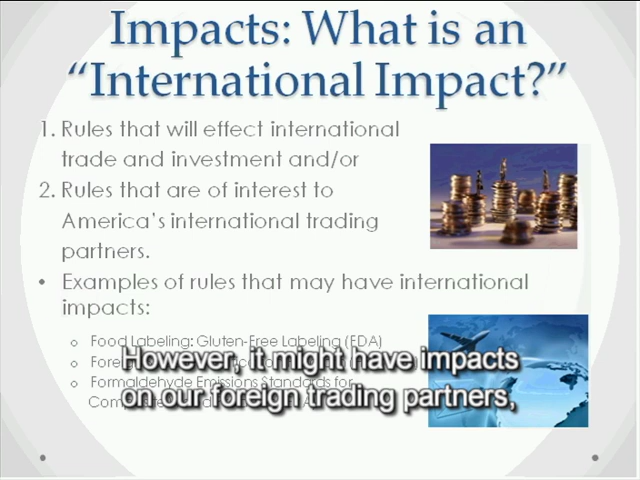 Impacts: What is an
“International Impact?”
1. Rules that will effect international
trade and investment and/or
2. Rules that are of interest to
America’s international trading
partners.
• Examples of rules that may have international
impacts:
o Food Labeling: Gluten-Free Labeling (FDA)
o
However, it might have impacts
o Formaldehyde Emissions Standards for
on our foreign trading partners,